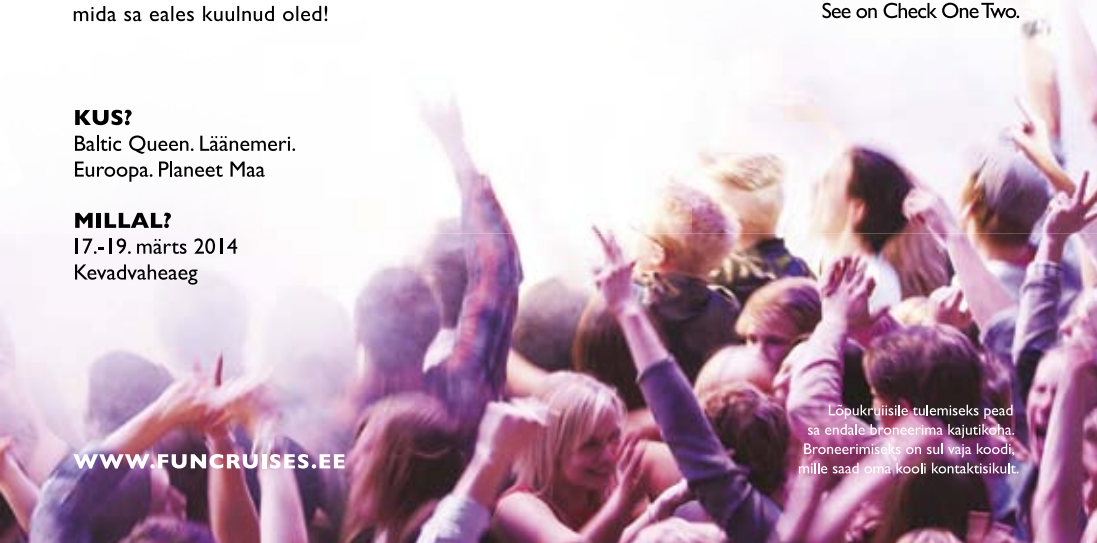 mida sa eales kuulnud oled!
See on Check One Two.
KUS?
Baltic Queen. Läänemeri.
Euroopa. Planeet Maa
MILLAL?
17.-19. märts 2014
Kevadvaheaeg
WWW.FUNCRUISES.EE
Lõpukruiisile tulemiseks pead
sa endale broneerima kajutikoha.
Broneerimiseks on sul vaja koodi,
mille saad oma kooli kontaktisikult.